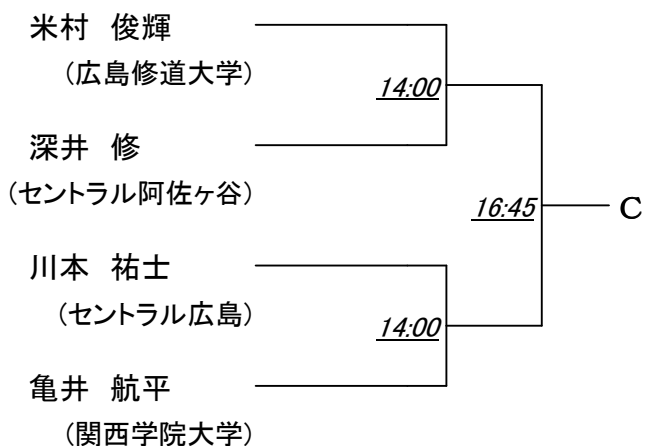 米村 俊輝
(広島修道大学)
14:00
深井 修
(セントラル阿佐ヶ谷)
16:45
C
川本 祐士
(セントラル広島)
14:00
亀井 航平
(関西学院大学)